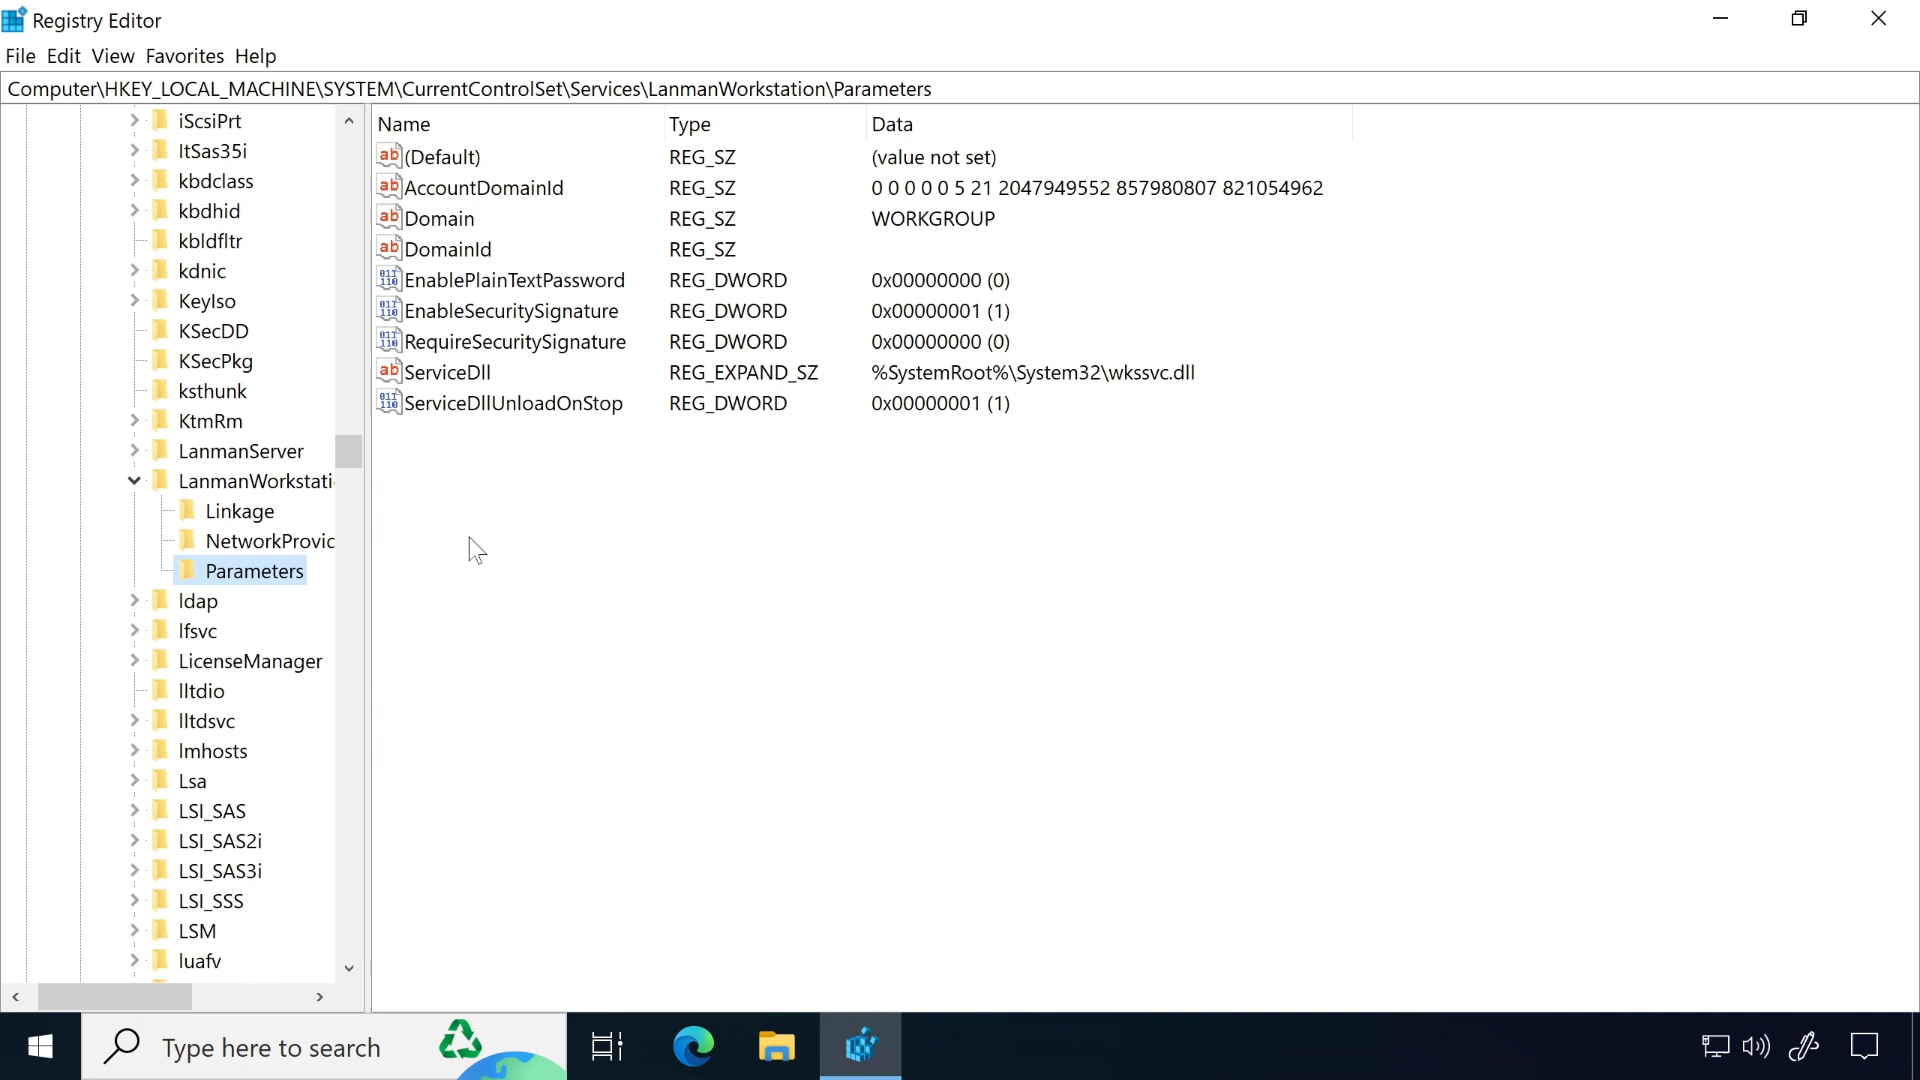 Registry Editor
File Edit View Favorites Help
Computer\HKEY_LOCAL_MACHINE\SYSTEM\CurrentControlSet\Services\LanmanWorkstation\Parameters
iScsiPrt
ItSas35i
kbdclass
kbdhid
kbldfltr
kdnic
KeyIso
KSecDD
KSecPkg
ksthunk
KtmRm
LanmanServer
LanmanWorkstati
Linkage
NetworkProvic
Parameters
ldap
lfsvc
LicenseManager
lltdio
lltdsvc
lmhosts
Lsa
LSI_SAS
LSI_SAS2i
LSI_SAS3i
LSI_SSS
LSM
luafv
Name Type Data
(Default) REG_SZ (value not set)
AccountDomainId REG_SZ 0 0 0 0 0 5 21 2047949552 857980807 821054962
Domain REG_SZ WORKGROUP
DomainId REG_SZ
EnablePlainTextPassword REG_DWORD 0x00000000 (0)
EnableSecuritySignature REG_DWORD 0x00000001 (1)
RequireSecuritySignature REG_DWORD 0x00000000 (0)
ServiceDll REG_EXPAND_SZ %SystemRoot%\System32\wkssvc.dll
ServiceDllUnloadOnStop REG_DWORD 0x00000001 (1)
Type here to search